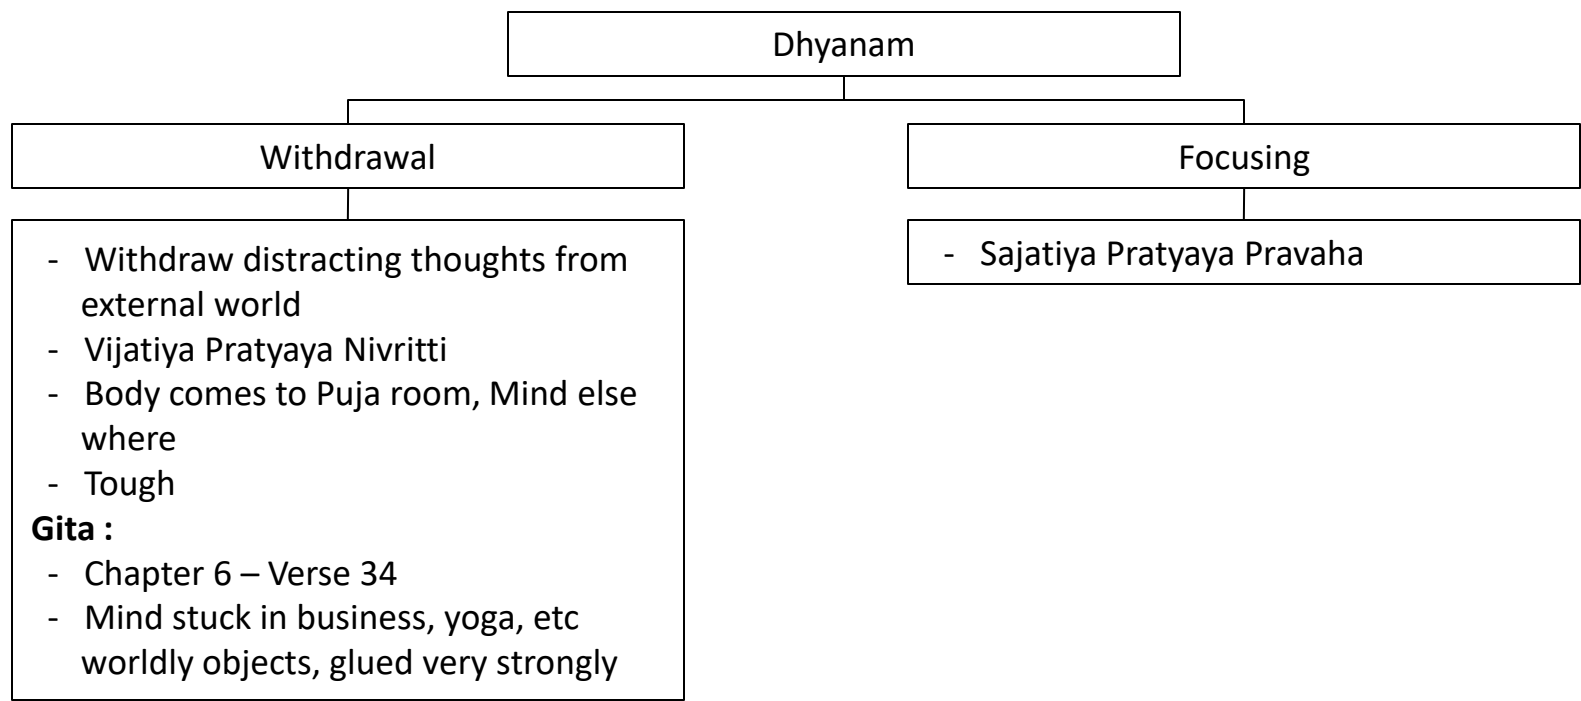 Dhyanam
Withdrawal
- Withdraw distracting thoughts from
external world
- Vijatiya Pratyaya Nivritti
- Body comes to Puja room, Mind else
where
- Tough
Gita :
- Chapter 6 – Verse 34
- Mind stuck in business, yoga, etc
worldly objects, glued very strongly
Focusing
- Sajatiya Pratyaya Pravaha